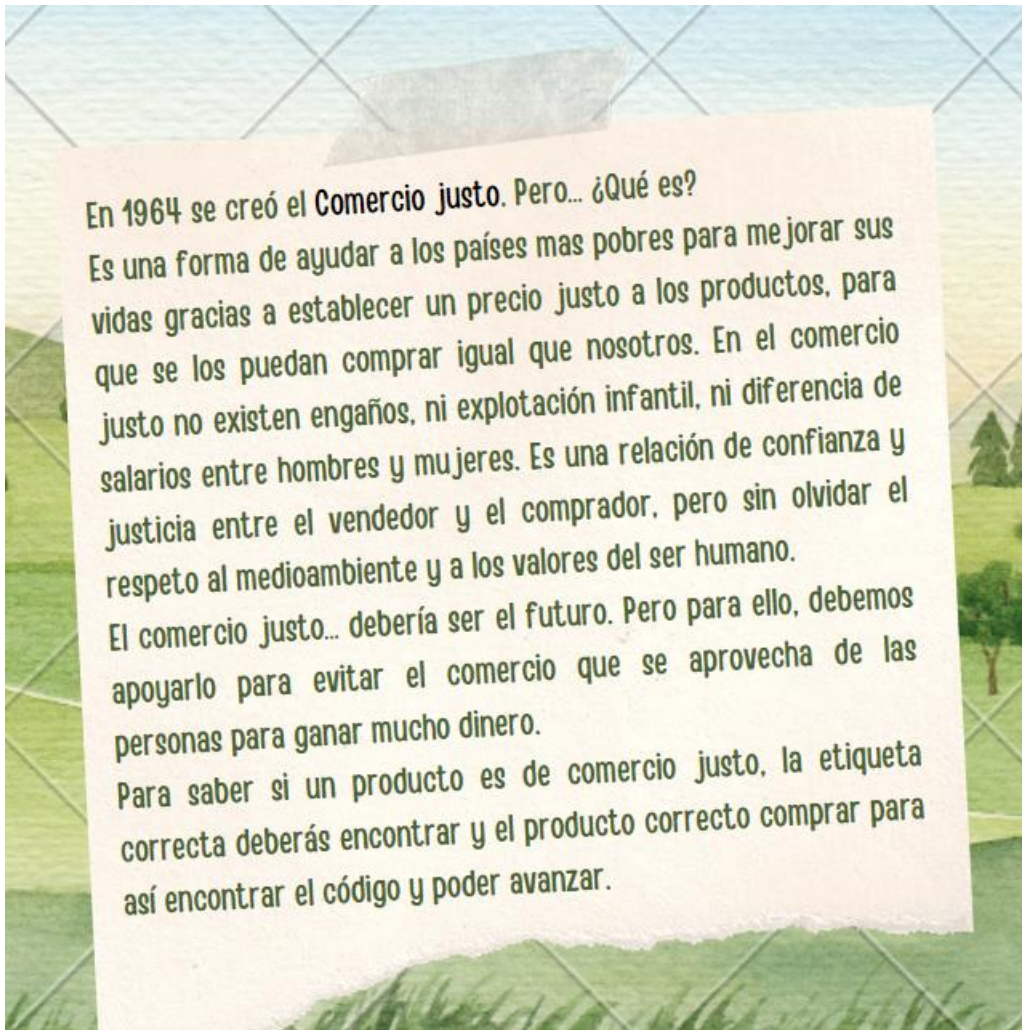 En 1964 se creó el Comercio justo. Pero... ¿Qué es?
Es una forma de ayudar a los países mas pobres para mejorar sus
vidas gracias a establecer un precio justo a los productos, para
que se los puedan comprar igual que nosotros. En el comercio
justo no existen engaños, ni explotación infantil, ni diferencia de
salarios entre hombres y mujeres. Es una relación de confianza y
justicia entre el vendedor y el comprador, pero sin olvidar el
respeto al medioambiente y a los valores del ser humano.
El comercio justo... debería ser el futuro. Pero para ello, debemos
apoyarlo para evitar el comercio que se aprovecha de las
personas para ganar mucho dinero.
Para saber si un producto es de comercio justo, la etiqueta
correcta deberás encontrar y el producto correcto comprar para
así encontrar el código y poder avanzar.